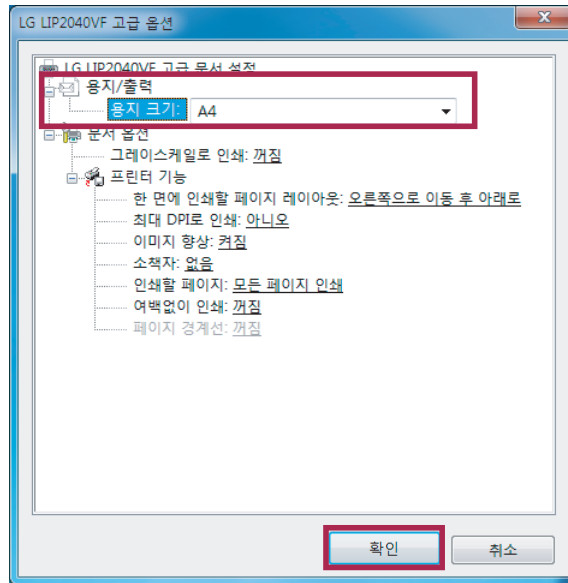 LG LIP2040VF 고급 옵션
LG LIP2040VF 고급 문서 설정
용지/출력
용지 크기: A4
문서 옵션
그레이스케일로 인쇄: 꺼짐
프린터 기능
한 면에 인쇄할 페이지 레이아웃: 오른쪽으로 이동 후 아래로
최대 DPI로 인쇄: 아니오
이미지 향상: 켜짐
소책자: 없음
인쇄할 페이지: 모든 페이지 인쇄
여백없이 인쇄: 꺼짐
페이지 경계선: 꺼짐
확인 취소